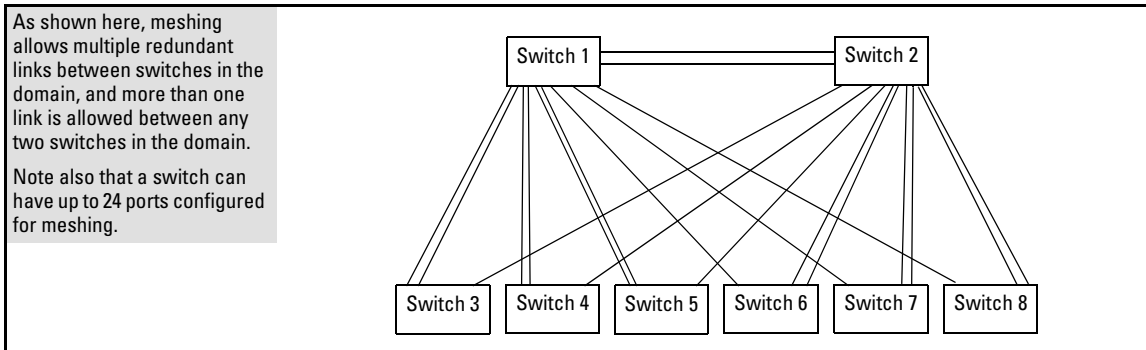 As shown here, meshing
allows multiple redundant
links between switches in the
domain, and more than one
link is allowed between any
two switches in the domain.
Note also that a switch can
have up to 24 ports configured
for meshing.
Switch 1
Switch 2
Switch 3
Switch 4
Switch 5
Switch 6
Switch 7
Switch 8